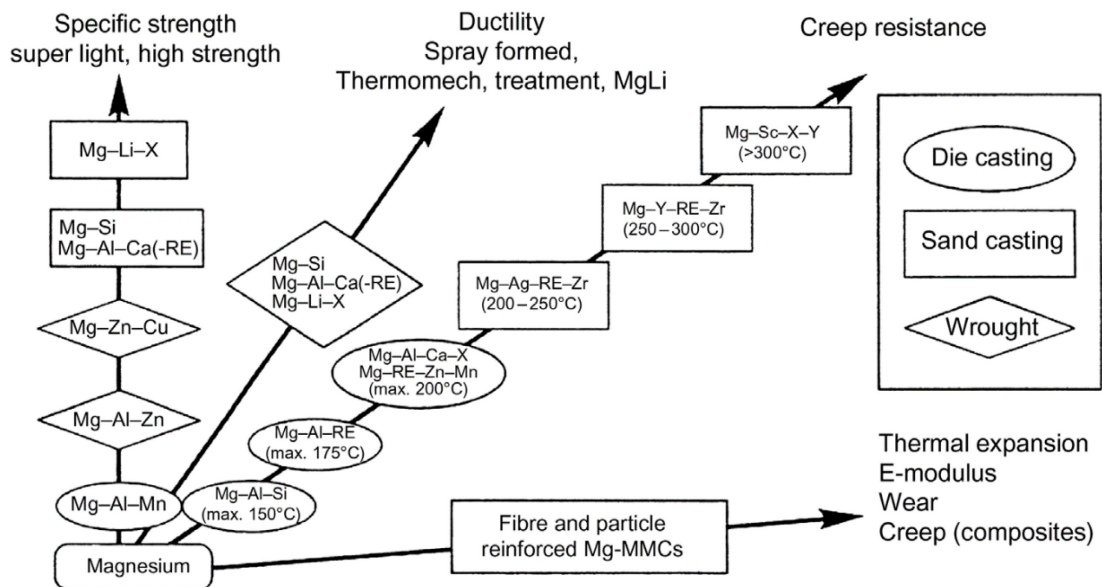 Specific strength
super light, high strength
Ductility
Spray formed,
Thermomech, treatment, MgLi
Creep resistance
Mg–Li–X
Mg–Si
Mg–Al–Ca(-RE)
Mg–Zn–Cu
Mg–Al–Zn
Mg–Al–Mn
Magnesium
Mg–Si
Mg–Al–Ca(-RE)
Mg–Li–X
Mg–Al–Si
(max. 150°C)
Mg–Al–RE
(max. 175°C)
Mg–Al–Ca–X
Mg–RE–Zn–Mn
(max. 200°C)
Mg–Ag–RE–Zr
(200–250°C)
Mg–Y–RE–Zr
(250–300°C)
Mg–Sc–X–Y
(>300°C)
Die casting
Sand casting
Wrought
Fibre and particle
reinforced Mg-MMCs
Thermal expansion
E-modulus
Wear
Creep (composites)